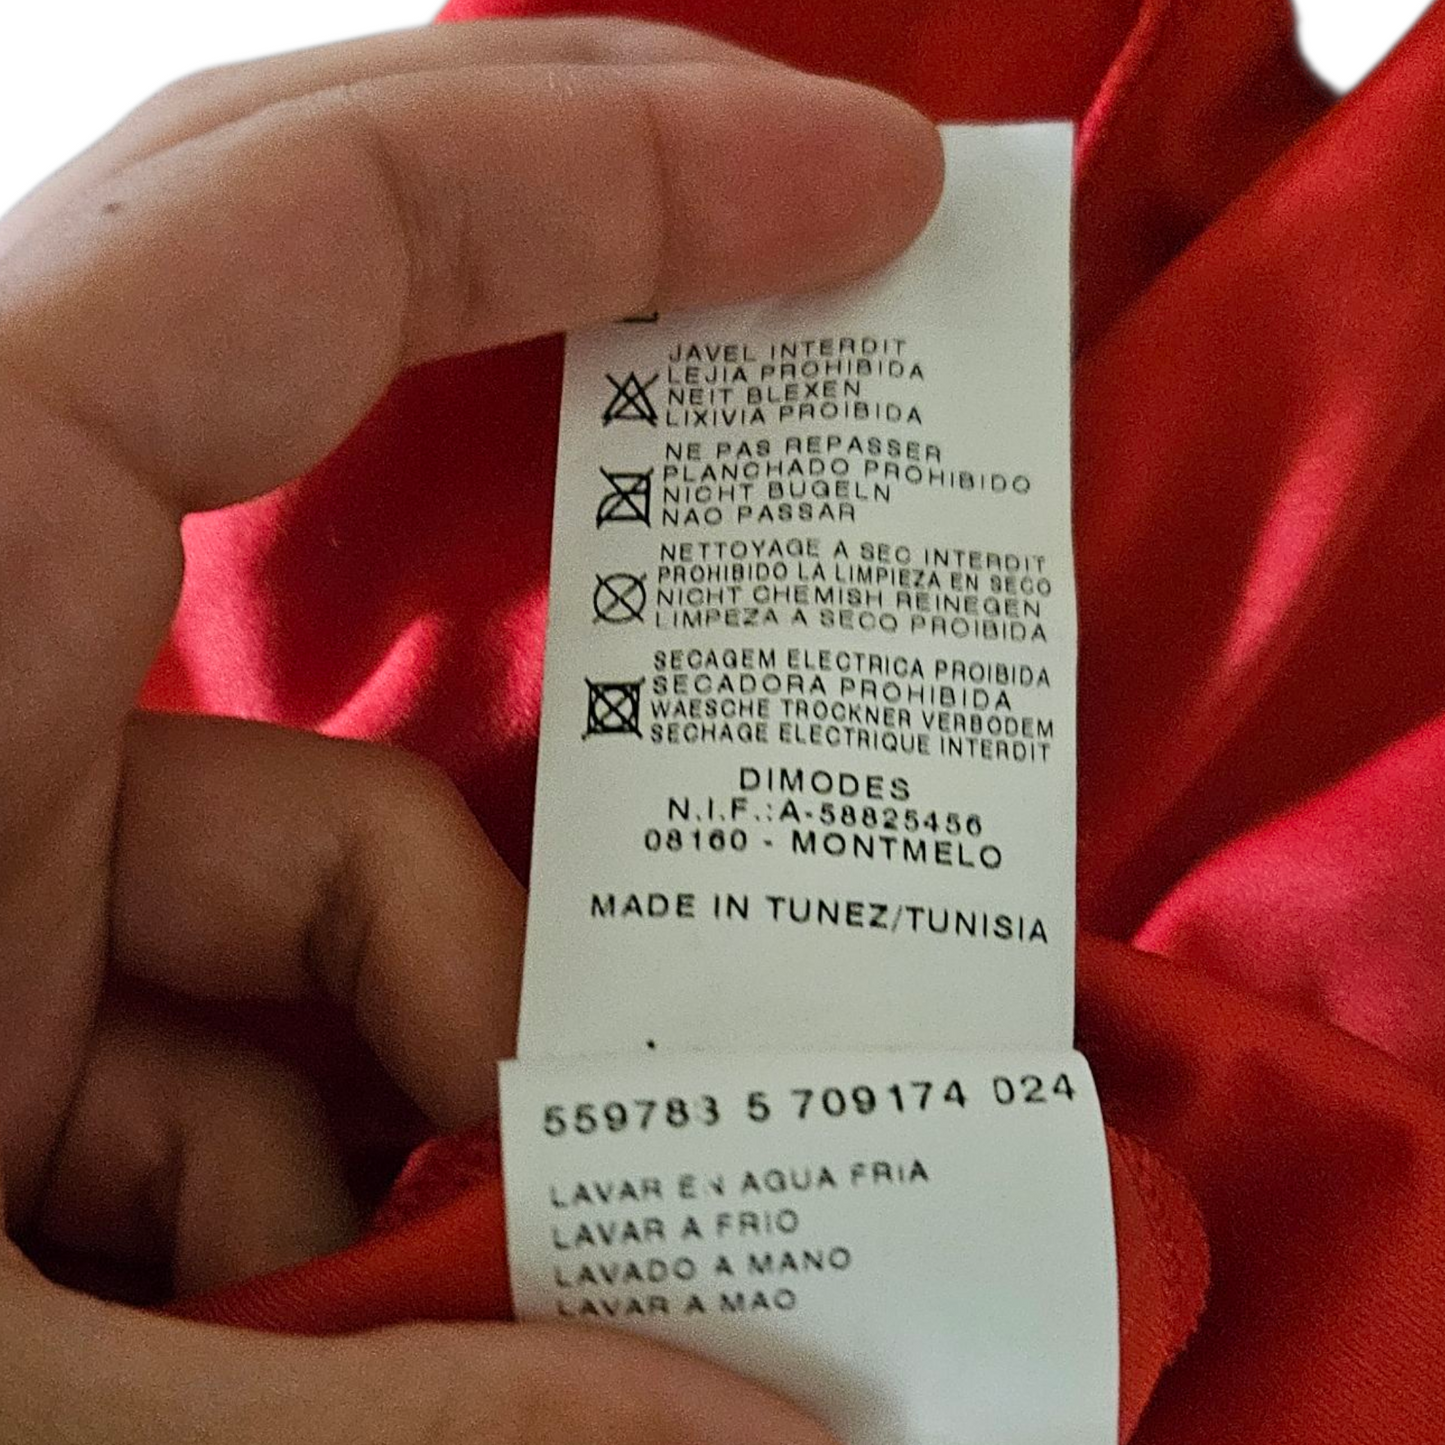 JAVEL INTERDIT
LEJIA PROHIBIDA
NEIT BLEXEN
LIXIVIA PROIBIDA
NE PAS REPASSER
PLANCHADO PROHIBIDO
NICHT BUGELN
NAO PASSAR
NETTOYAGE A SEC INTERDIT
PROHIBIDO LA LIMPIEZA EN SECO
NICHT CHEMISH REINEGEN
LIMPEZA A SECO PROIBIDA
SECAGEM ELECTRICA PROIBIDA
SECADORA PROHIBIDA
WAESCHE TROCKNER VERBODEM
SECHAGE ELECTRIQUE INTERDIT
DIMODES
N.I.F.:A-58825456
08160 - MONTMELO
MADE IN TUNEZ/TUNISIA
559783 5 709174 024
LAVAR EN AGUA FRIA
LAVAR A FRIO
LAVADO A MANO
LAVAR A MAO